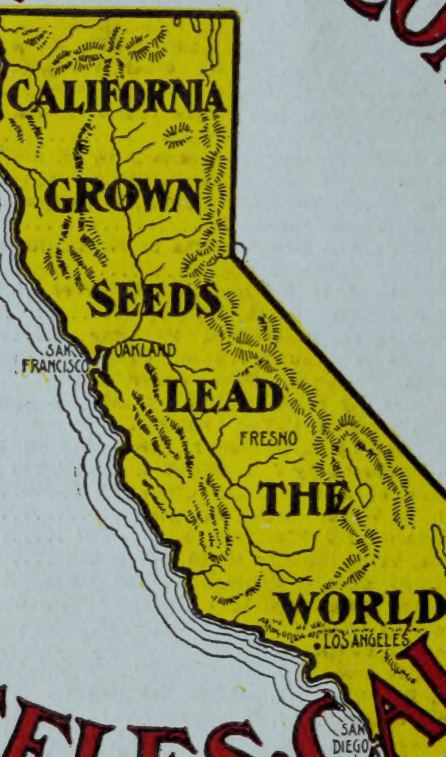 CALIFORNIA
GROWN
SEEDS
SAN
FRANCISCO
OAKLAND
LEAD
FRESNO
THE
WORLD
LOS ANGELES
SAN
DIEGO